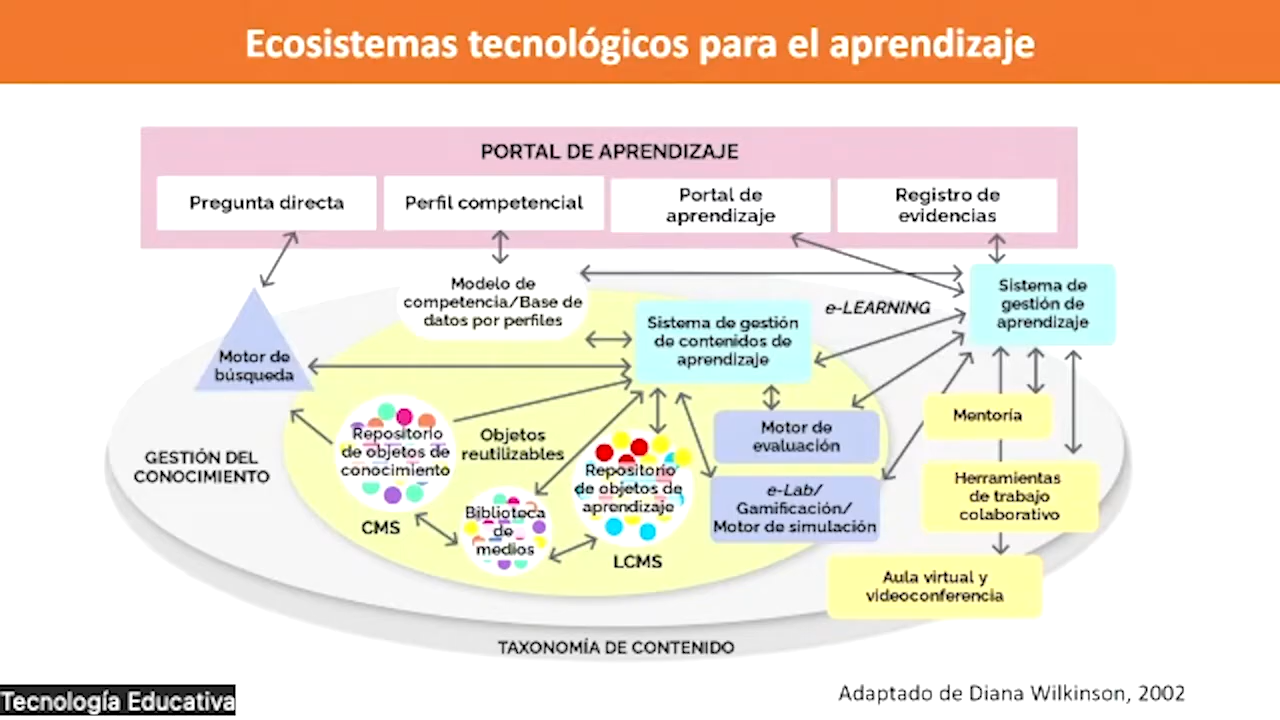 Ecosistemas tecnológicos para el aprendizaje
PORTAL DE APRENDIZAJE
Pregunta directa
Perfil competencial
Portal de
aprendizaje
Registro de
evidencias
Modelo de
competencia/Base de
datos por perfiles
Sistema de gestión
de contenidos de
aprendizaje
e-LEARNING
Sistema de
gestión de
aprendizaje
Motor de
búsqueda
GESTIÓN DEL
CONOCIMIENTO
Repositorio
de objetos de
conocimiento
CMS
Objetos
reutilizables
Biblioteca
de
medios
Repositorio
de objetos de
aprendizaje
LCMS
Motor de
evaluación
e-Lab/
Gamificación/
Motor de simulación
Mentoría
Herramientas
de trabajo
colaborativo
Aula virtual y
videoconferencia
TAXONOMÍA DE CONTENIDO
Tecnología Educativa
Adaptado de Diana Wilkinson, 2002